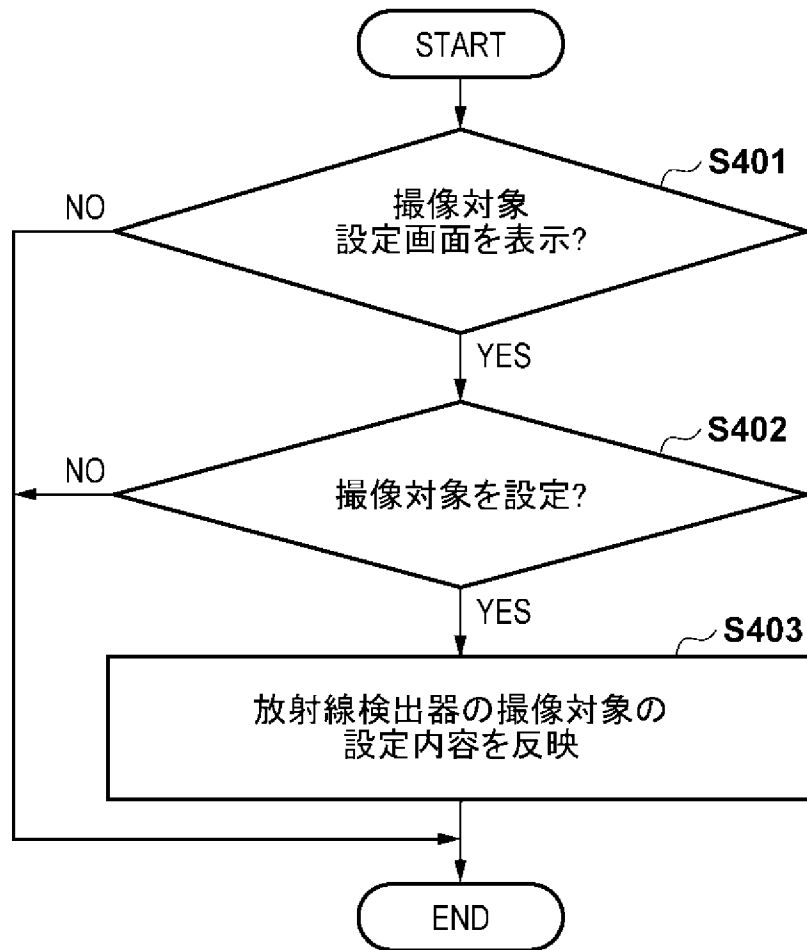 START
S401
撮像対象
設定画面を表示?
NO
YES
S402
撮像対象を設定?
NO
YES
S403
放射線検出器の撮像対象の
設定内容を反映
END